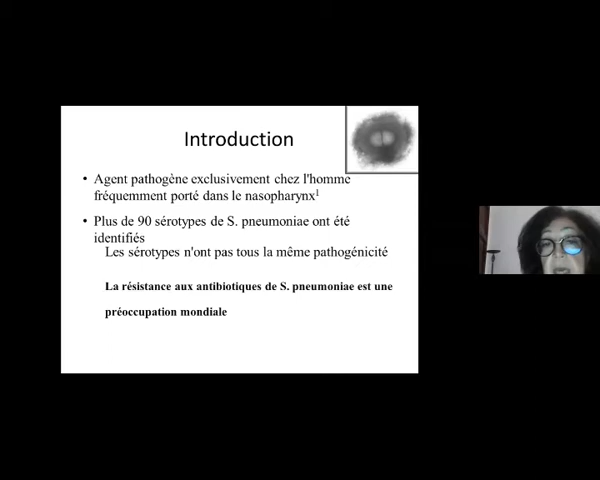 Introduction
• Agent pathogène exclusivement chez l'homme
fréquemment porté dans le nasopharynx¹
• Plus de 90 sérotypes de S. pneumoniae ont été
identifiés
Les sérotypes n'ont pas tous la même pathogénicité
La résistance aux antibiotiques de S. pneumoniae est une
préoccupation mondiale